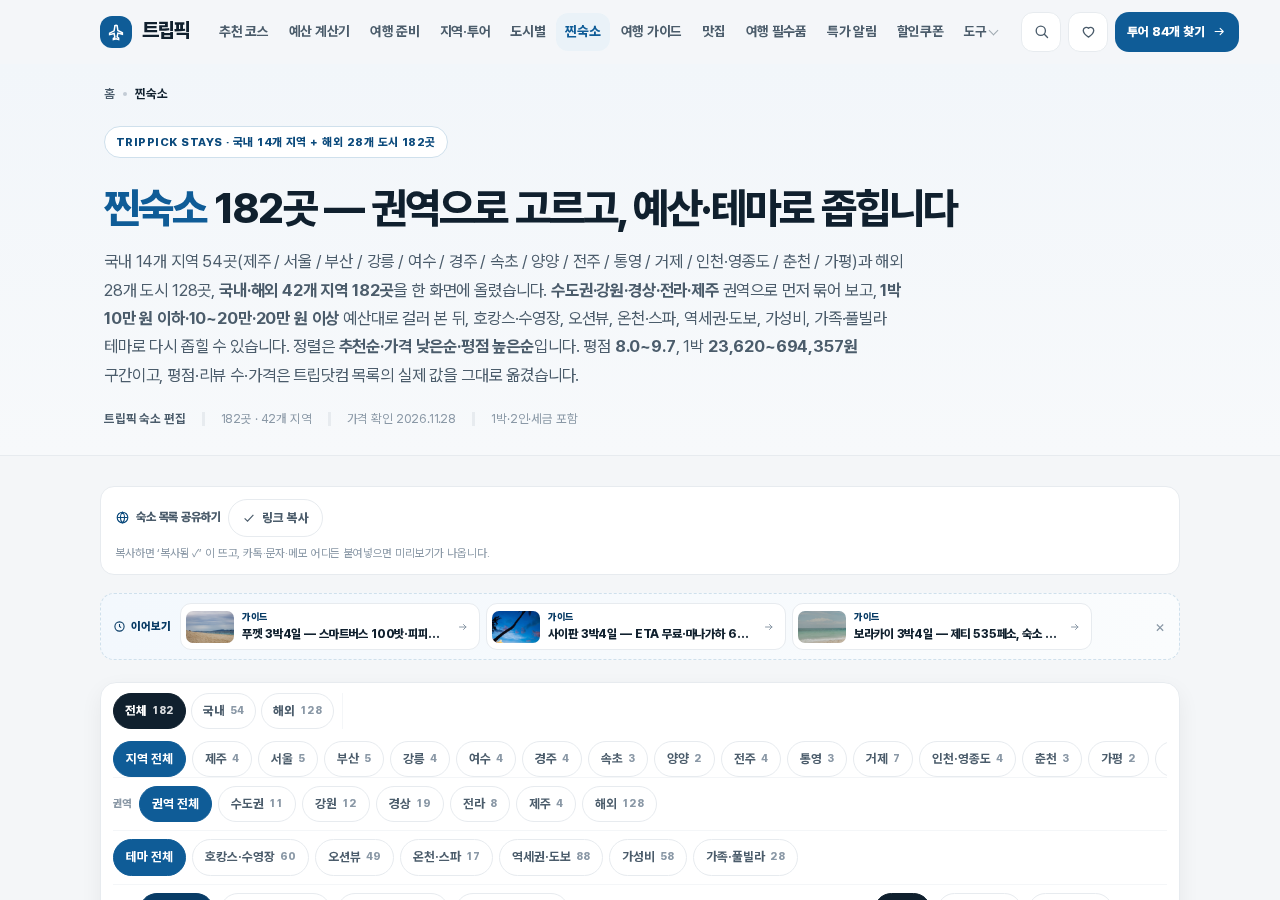 트립픽 추천 코스 예산 계산기 여행 준비 지역·투어 도시별 찐숙소 여행 가이드 맛집 여행 필수품 특가 알림 할인쿠폰 도구 투어 84개 찾기 →
홈 • 찐숙소
TRIPPICK STAYS · 국내 14개 지역 + 해외 28개 도시 182곳
찐숙소 182곳 — 권역으로 고르고, 예산·테마로 좁힙니다
국내 14개 지역 54곳(제주 / 서울 / 부산 / 강릉 / 여수 / 경주 / 속초 / 양양 / 전주 / 통영 / 거제 / 인천·영종도 / 춘천 / 가평)과 해외
28개 도시 128곳, 국내·해외 42개 지역 182곳을 한 화면에 올렸습니다. 수도권·강원·경상·전라·제주 권역으로 먼저 묶어 보고, 1박
10만 원 이하·10~20만·20만 원 이상 예산대로 걸러 본 뒤, 호캉스·수영장, 오션뷰, 온천·스파, 역세권·도보, 가성비, 가족·풀빌라
테마로 다시 좁힐 수 있습니다. 정렬은 추천순·가격 낮은순·평점 높은순입니다. 평점 8.0~9.7, 1박 23,620~694,357원
구간이고, 평점·리뷰 수·가격은 트립닷컴 목록의 실제 값을 그대로 옮겼습니다.
트립픽 숙소 편집 182곳 · 42개 지역 가격 확인 2026.11.28 1박·2인·세금 포함
숙소 목록 공유하기 링크 복사
복사하면 ‘복사됨 ✓’ 이 뜨고, 카톡·문자·메모 어디든 붙여넣으면 미리보기가 나옵니다.
이어보기
가이드
푸껫 3박4일 — 스마트버스 100밧·피피… →
가이드
사이판 3박4일 — ETA 무료·마나가하 6… →
가이드
보라카이 3박4일 — 제티 535페소, 숙소 … →
✕
전체 182 국내 54 해외 128
지역 전체 제주 4 서울 5 부산 5 강릉 4 여수 4 경주 4 속초 3 양양 2 전주 4 통영 3 거제 7 인천·영종도 4 춘천 3 가평 2
권역 권역 전체 수도권 11 강원 12 경상 19 전라 8 제주 4 해외 128
테마 전체 호캉스·수영장 60 오션뷰 49 온천·스파 17 역세권·도보 88 가성비 58 가족·풀빌라 28